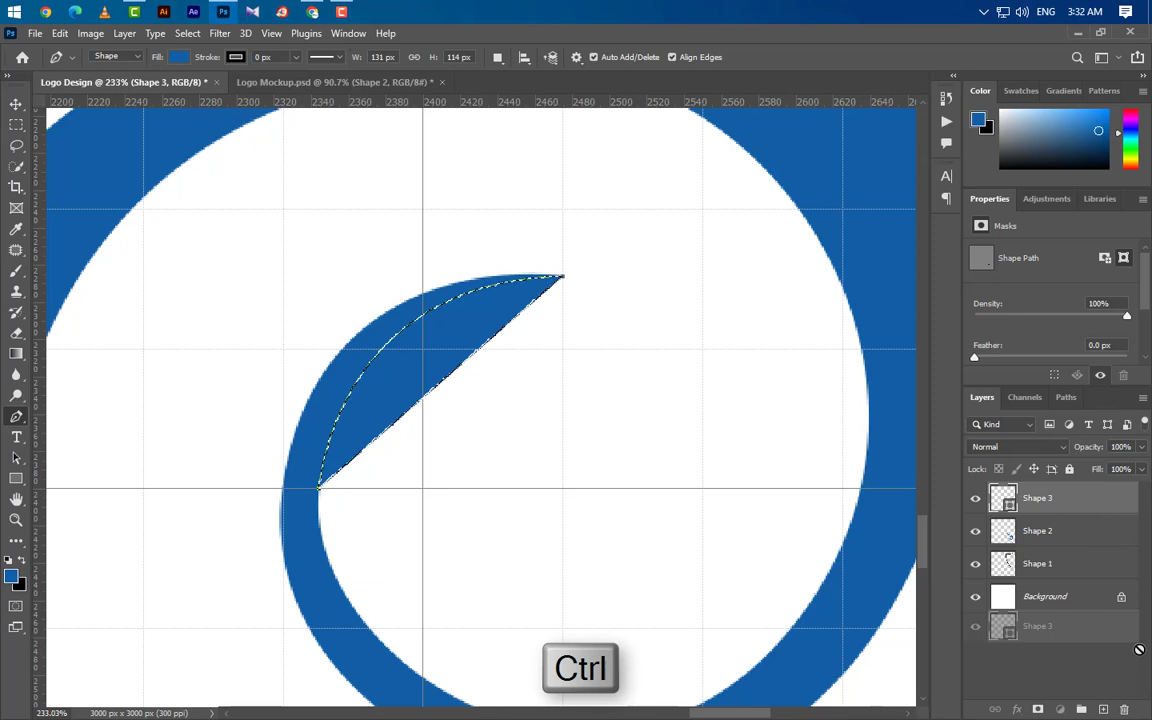 ENG
3:32 AM
File Edit Image Layer Type Select Filter 3D View Plugins Window Help
Shape Fill: Stroke: 0 px W: 131 px H: 114 px Auto Add/Delete Align Edges
Logo Design @ 233% (Shape 3, RGB/8) *
Logo Mockup.psd @ 90.7% (Shape 2, RGB/8#) *
2200 2220 2240 2260 2280 2300 2320 2340 2360 2380 2400 2420 2440 2460 2480 2500 2520 2540 2560 2580 2600 2620 2640
Color Swatches Gradients Patterns
Properties Adjustments Libraries
Masks
Shape Path
Density: 100%
Feather: 0.0 px
Layers Channels Paths
Kind
Normal Opacity: 100%
Lock: Fill: 100%
Shape 3
Shape 2
Shape 1
Background
Shape 3
Ctrl
233.03% 3000 px x 3000 px (300 ppi)